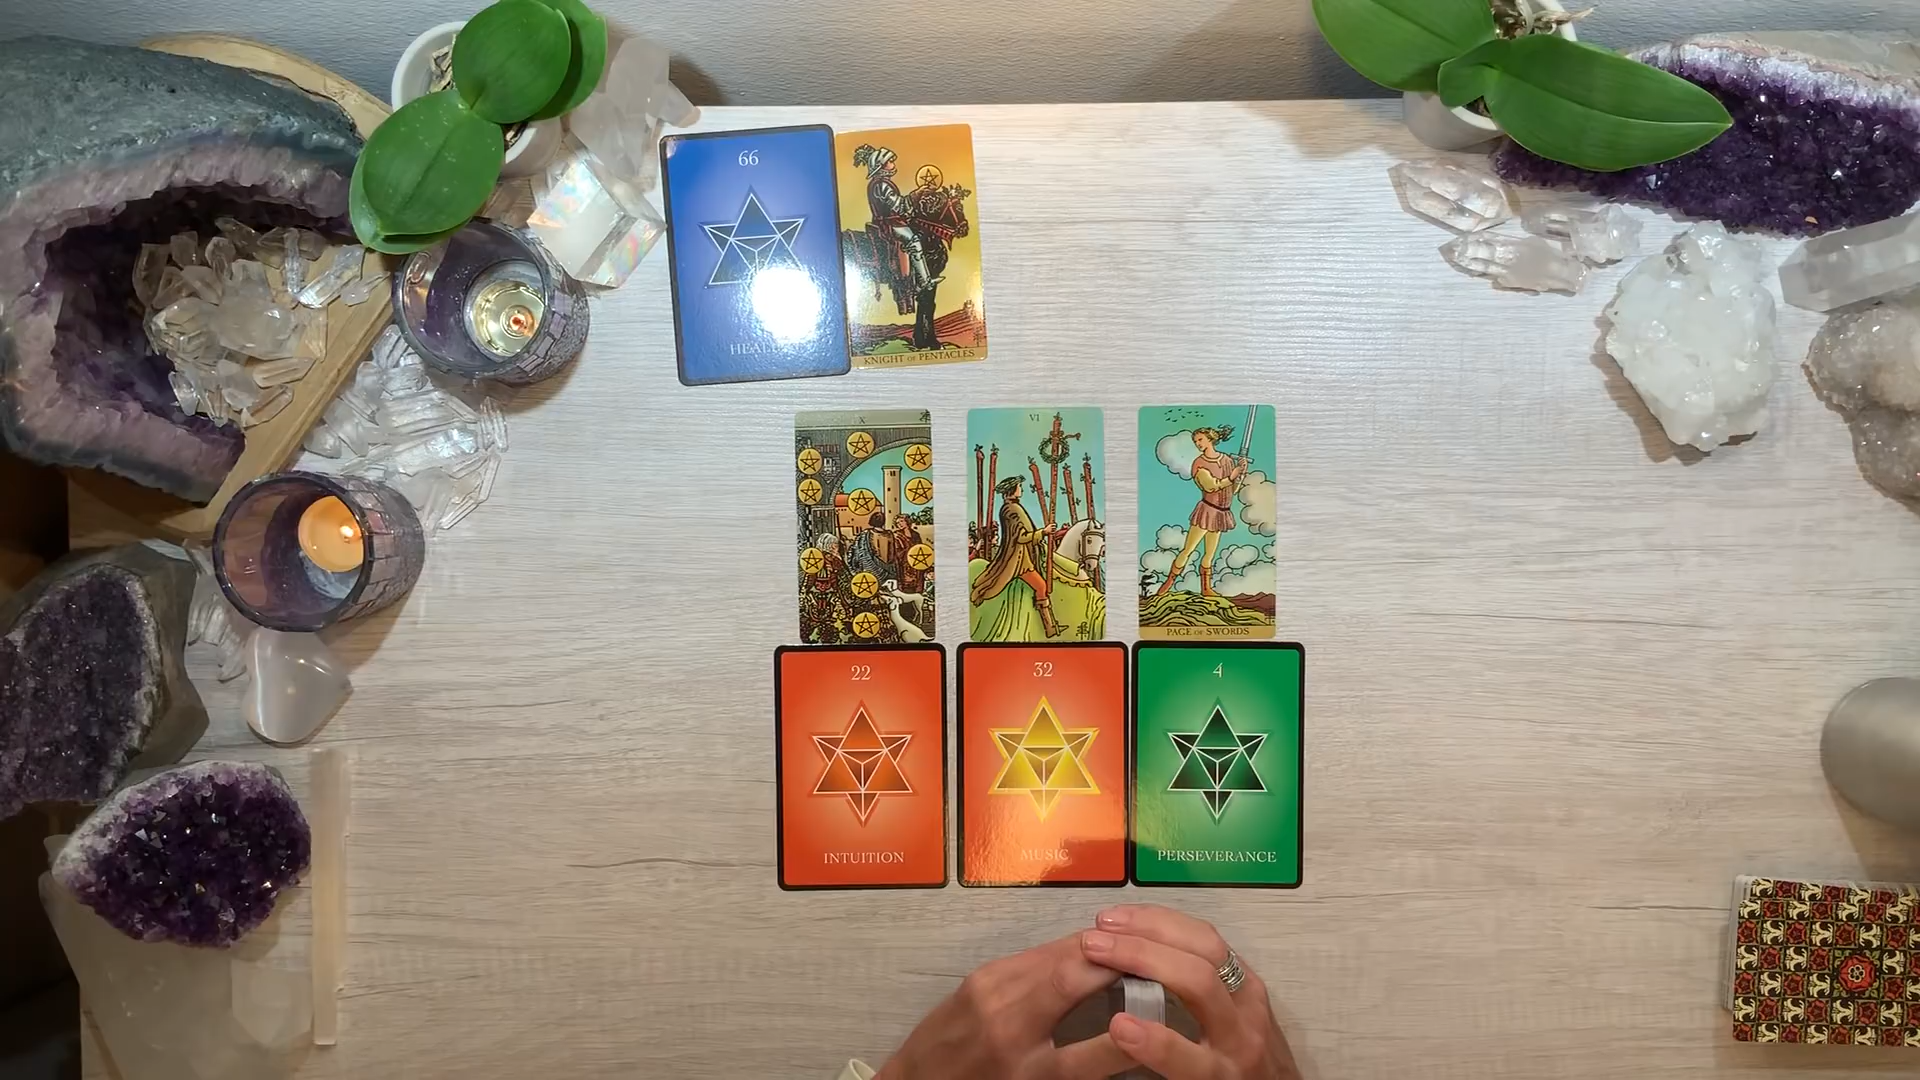 66
KNIGHT OF PENTACLES
X
VI
PAGE OF SWORDS
22
INTUITION
32
MUSIC
4
PERSEVERANCE